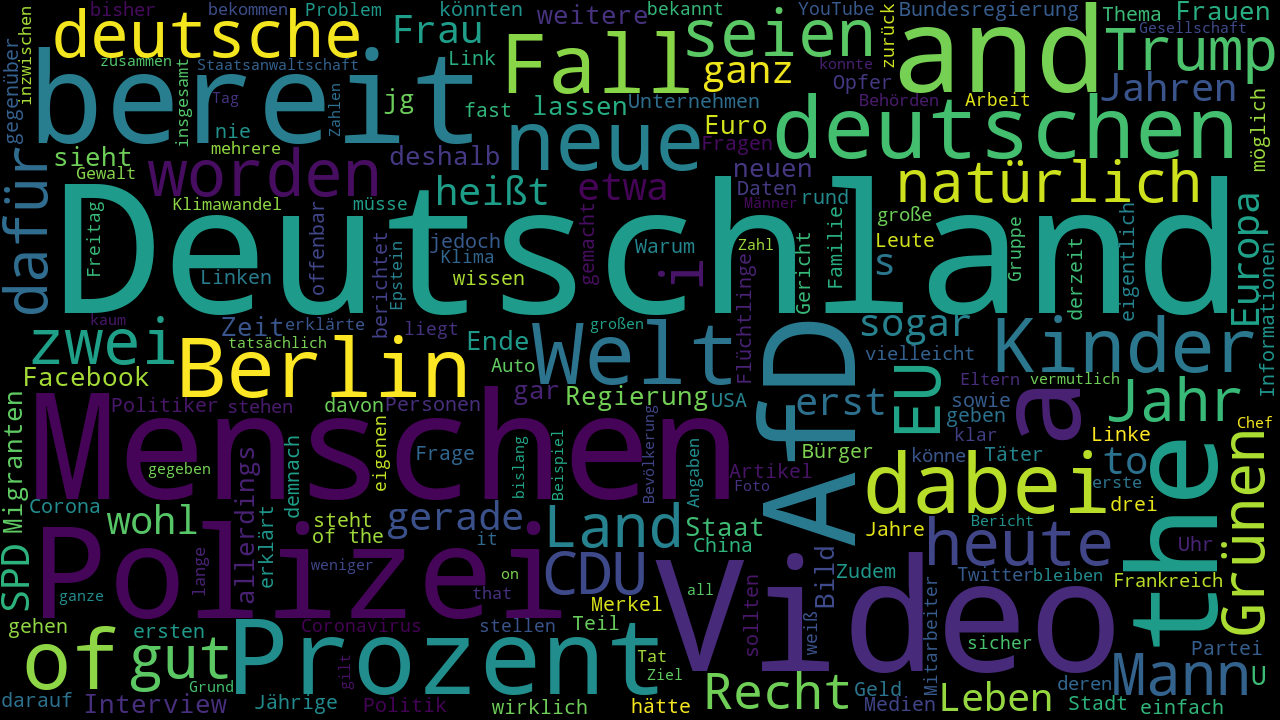 bisher bekommen Problem könnten weitere bekannt YouTube zurück Bundesregierung Thema Frauen
deutsche Frau Fall seien and Gesellschaft Trump
gegenüber inzwischen zusammen Staatsanwaltschaft Link ganz konnte
bereit insgesamt Tag Zahlen jg fast lassen Unternehmen Opfer Behörden Arbeit Jahren
nie mehrere neue Euro Fragen deutschen möglich
sieht Gewalt worden deshalb heißt etwa neuen Daten Männer rund natürlich
dafür Klimawandel müsse große Leute
Deutschland
Freitag Linken offenbar berichtet Epstein jedoch Klima wissen gemacht Warum i Flüchtlinge Zahl Gericht Familie s Gruppe derzeit eigentlich Europa Informationen
kaum Zeit erklärte liegt großen sogar
zwei tatsächlich Ende Welt vielleicht Kinder
Berlin Auto
Facebook gar Regierung USA AfD erst EU Eltern vermutlich
Politiker stehen davon Personen sowie geben a Jahr
Migranten Menschen eigenen Frage bislang Beispiel Bevölkerung Angaben Artikel Bürger klar Linke Chef
gegeben Foto könne Täter to the Grünen
Corona allerdings demnach dabei erste drei
wohl steht gerade Land Staat Jahre Bericht
SPD erklärt of the it China heute Uhr
Polizei lange weniger CDU Bild Zudem Twitter bleiben Frankreich
ganze on that Merkel all Video Mitarbeiter
gehen ersten Coronavirus stellen Teil sollten weiß sicher Partei
of gut Prozent gilt Tat Ziel Mann u
Grund Recht Geld Leben deren
darauf Interview Jährige Politik wirklich hätte Medien Stadt einfach